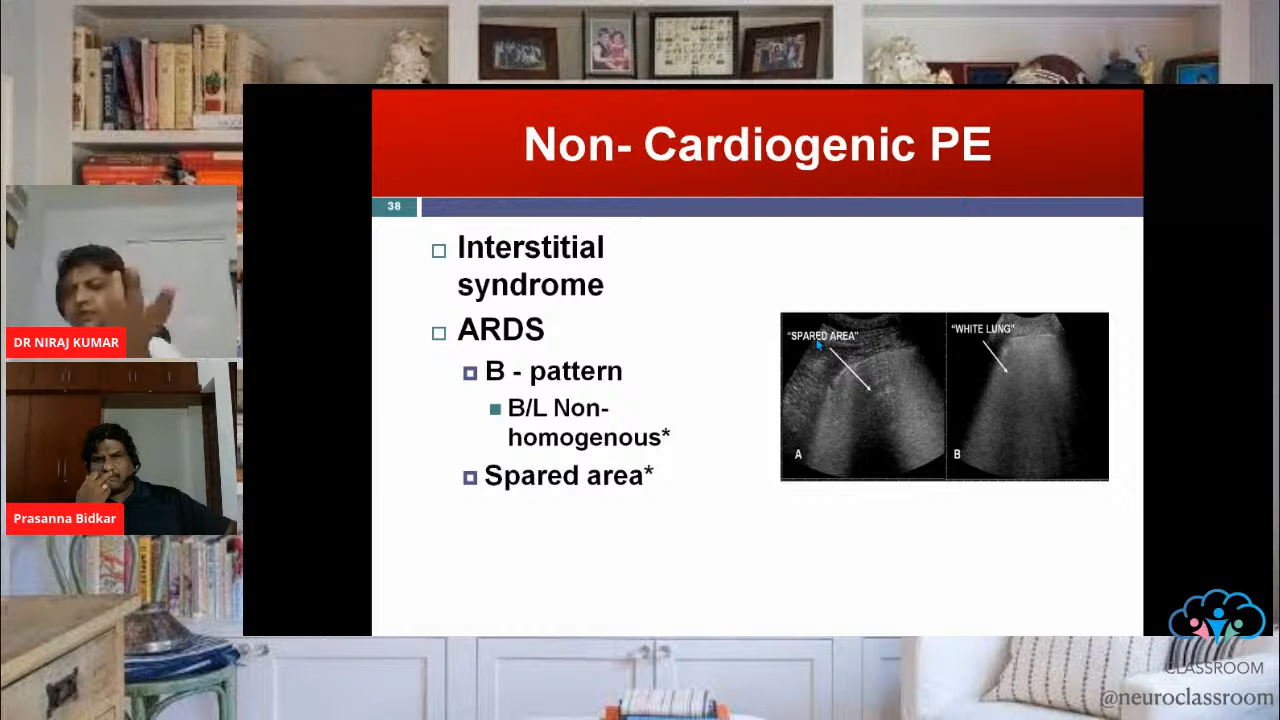 Non- Cardiogenic PE
38
Interstitial
syndrome
ARDS
B - pattern
B/L Non-
homogenous*
Spared area*
"SPARED AREA"
"WHITE LUNG"
A
B
DR NIRAJ KUMAR
Prasanna Bidkar
CLASSROOM
@neuroclassroom